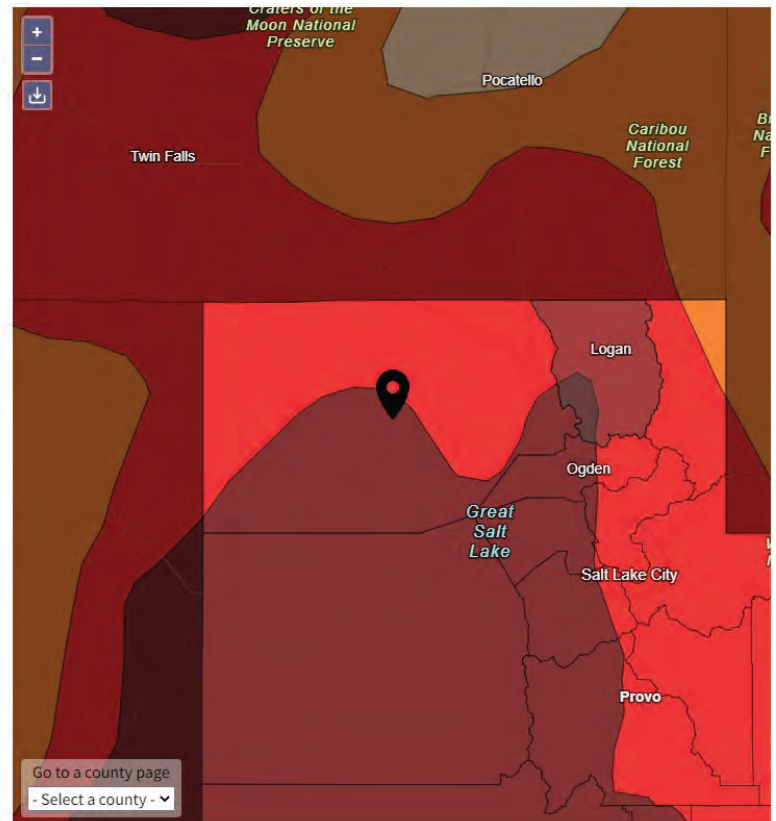 Craters of the
Moon National
Preserve
+
−
Pocatello
Twin Falls
Caribou
National
Forest
Logan
Ogden
Great
Salt
Lake
Salt Lake City
Provo
Go to a county page
- Select a county -